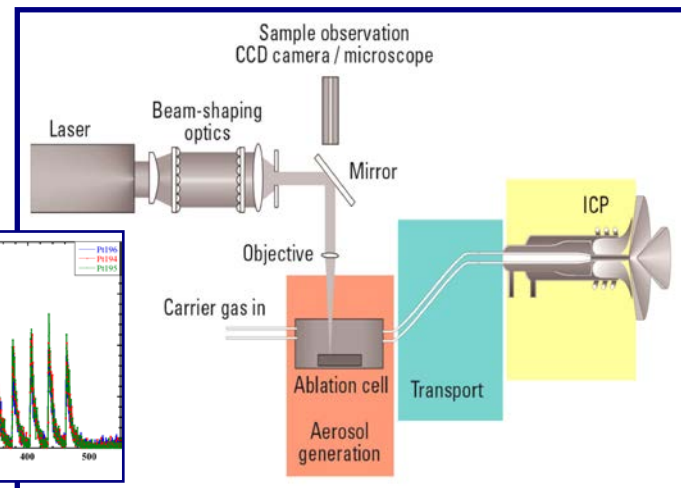 Sample observation
CCD camera / microscope
Beam-shaping
optics
Laser
Mirror
ICP
Pt196
Pt194
Pt195
Objective
Carrier gas in
Ablation cell
Transport
Aerosol
generation
400 500